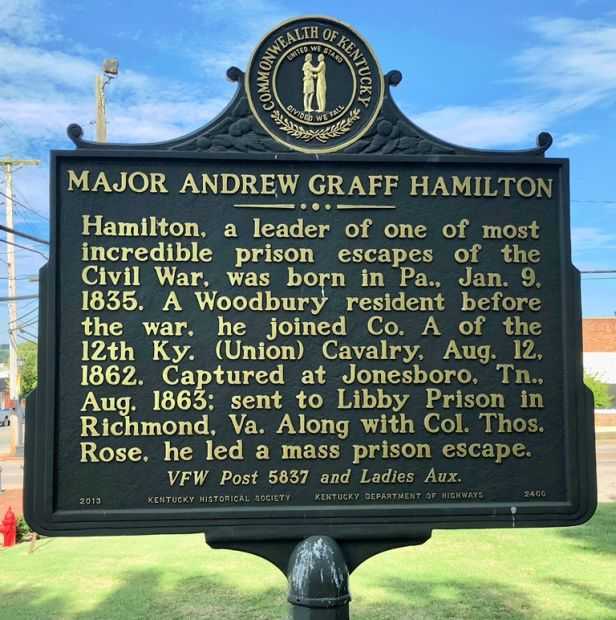 COMMONWEALTH OF KENTUCKY
UNITED WE STAND
DIVIDED WE FALL
MAJOR ANDREW GRAFF HAMILTON
Hamilton, a leader of one of most
incredible prison escapes of the
Civil War, was born in Pa., Jan. 9,
1835. A Woodbury resident before
the war, he joined Co. A of the
12th Ky. (Union) Cavalry, Aug. 12,
1862. Captured at Jonesboro, Tn.,
Aug. 1863; sent to Libby Prison in
Richmond, Va. Along with Col. Thos.
Rose, he led a mass prison escape.
VFW Post 5837 and Ladies Aux.
2013 KENTUCKY HISTORICAL SOCIETY KENTUCKY DEPARTMENT OF HIGHWAYS 2400